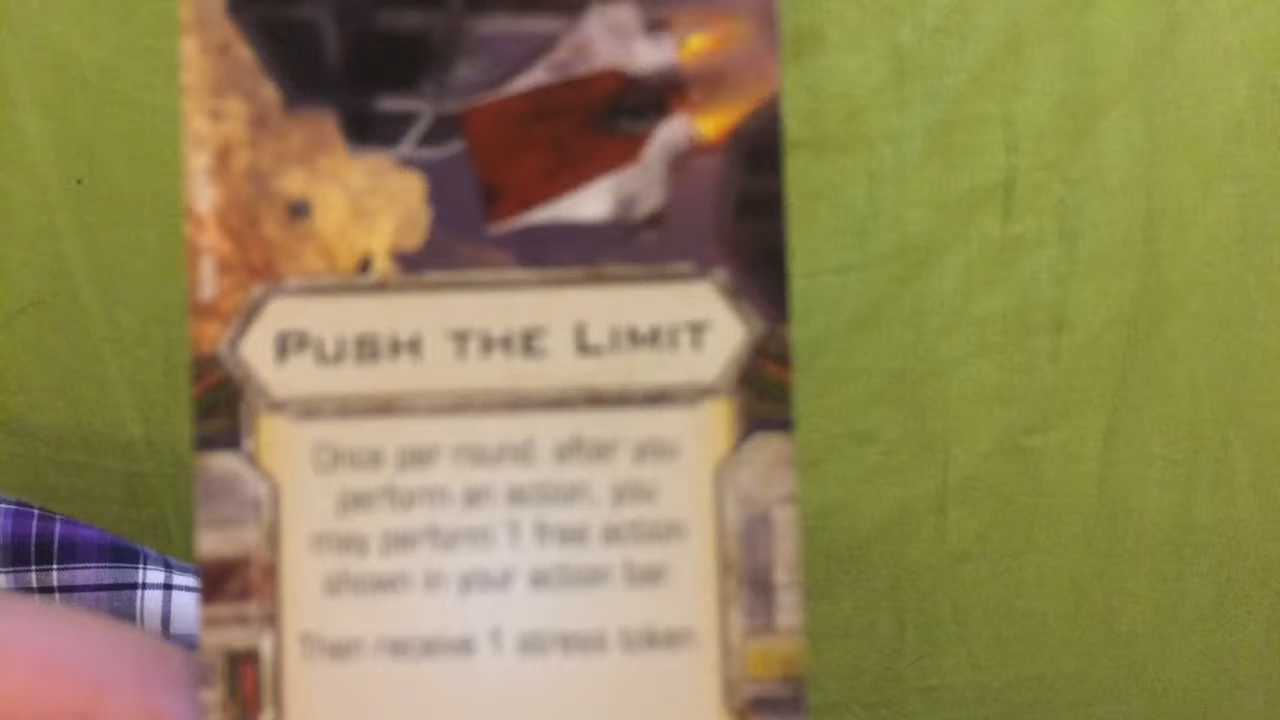 PUSH THE LIMIT
Once per round, after you
perform an action, you
may perform 1 free action
shown in your action bar.
Then receive 1 stress token.